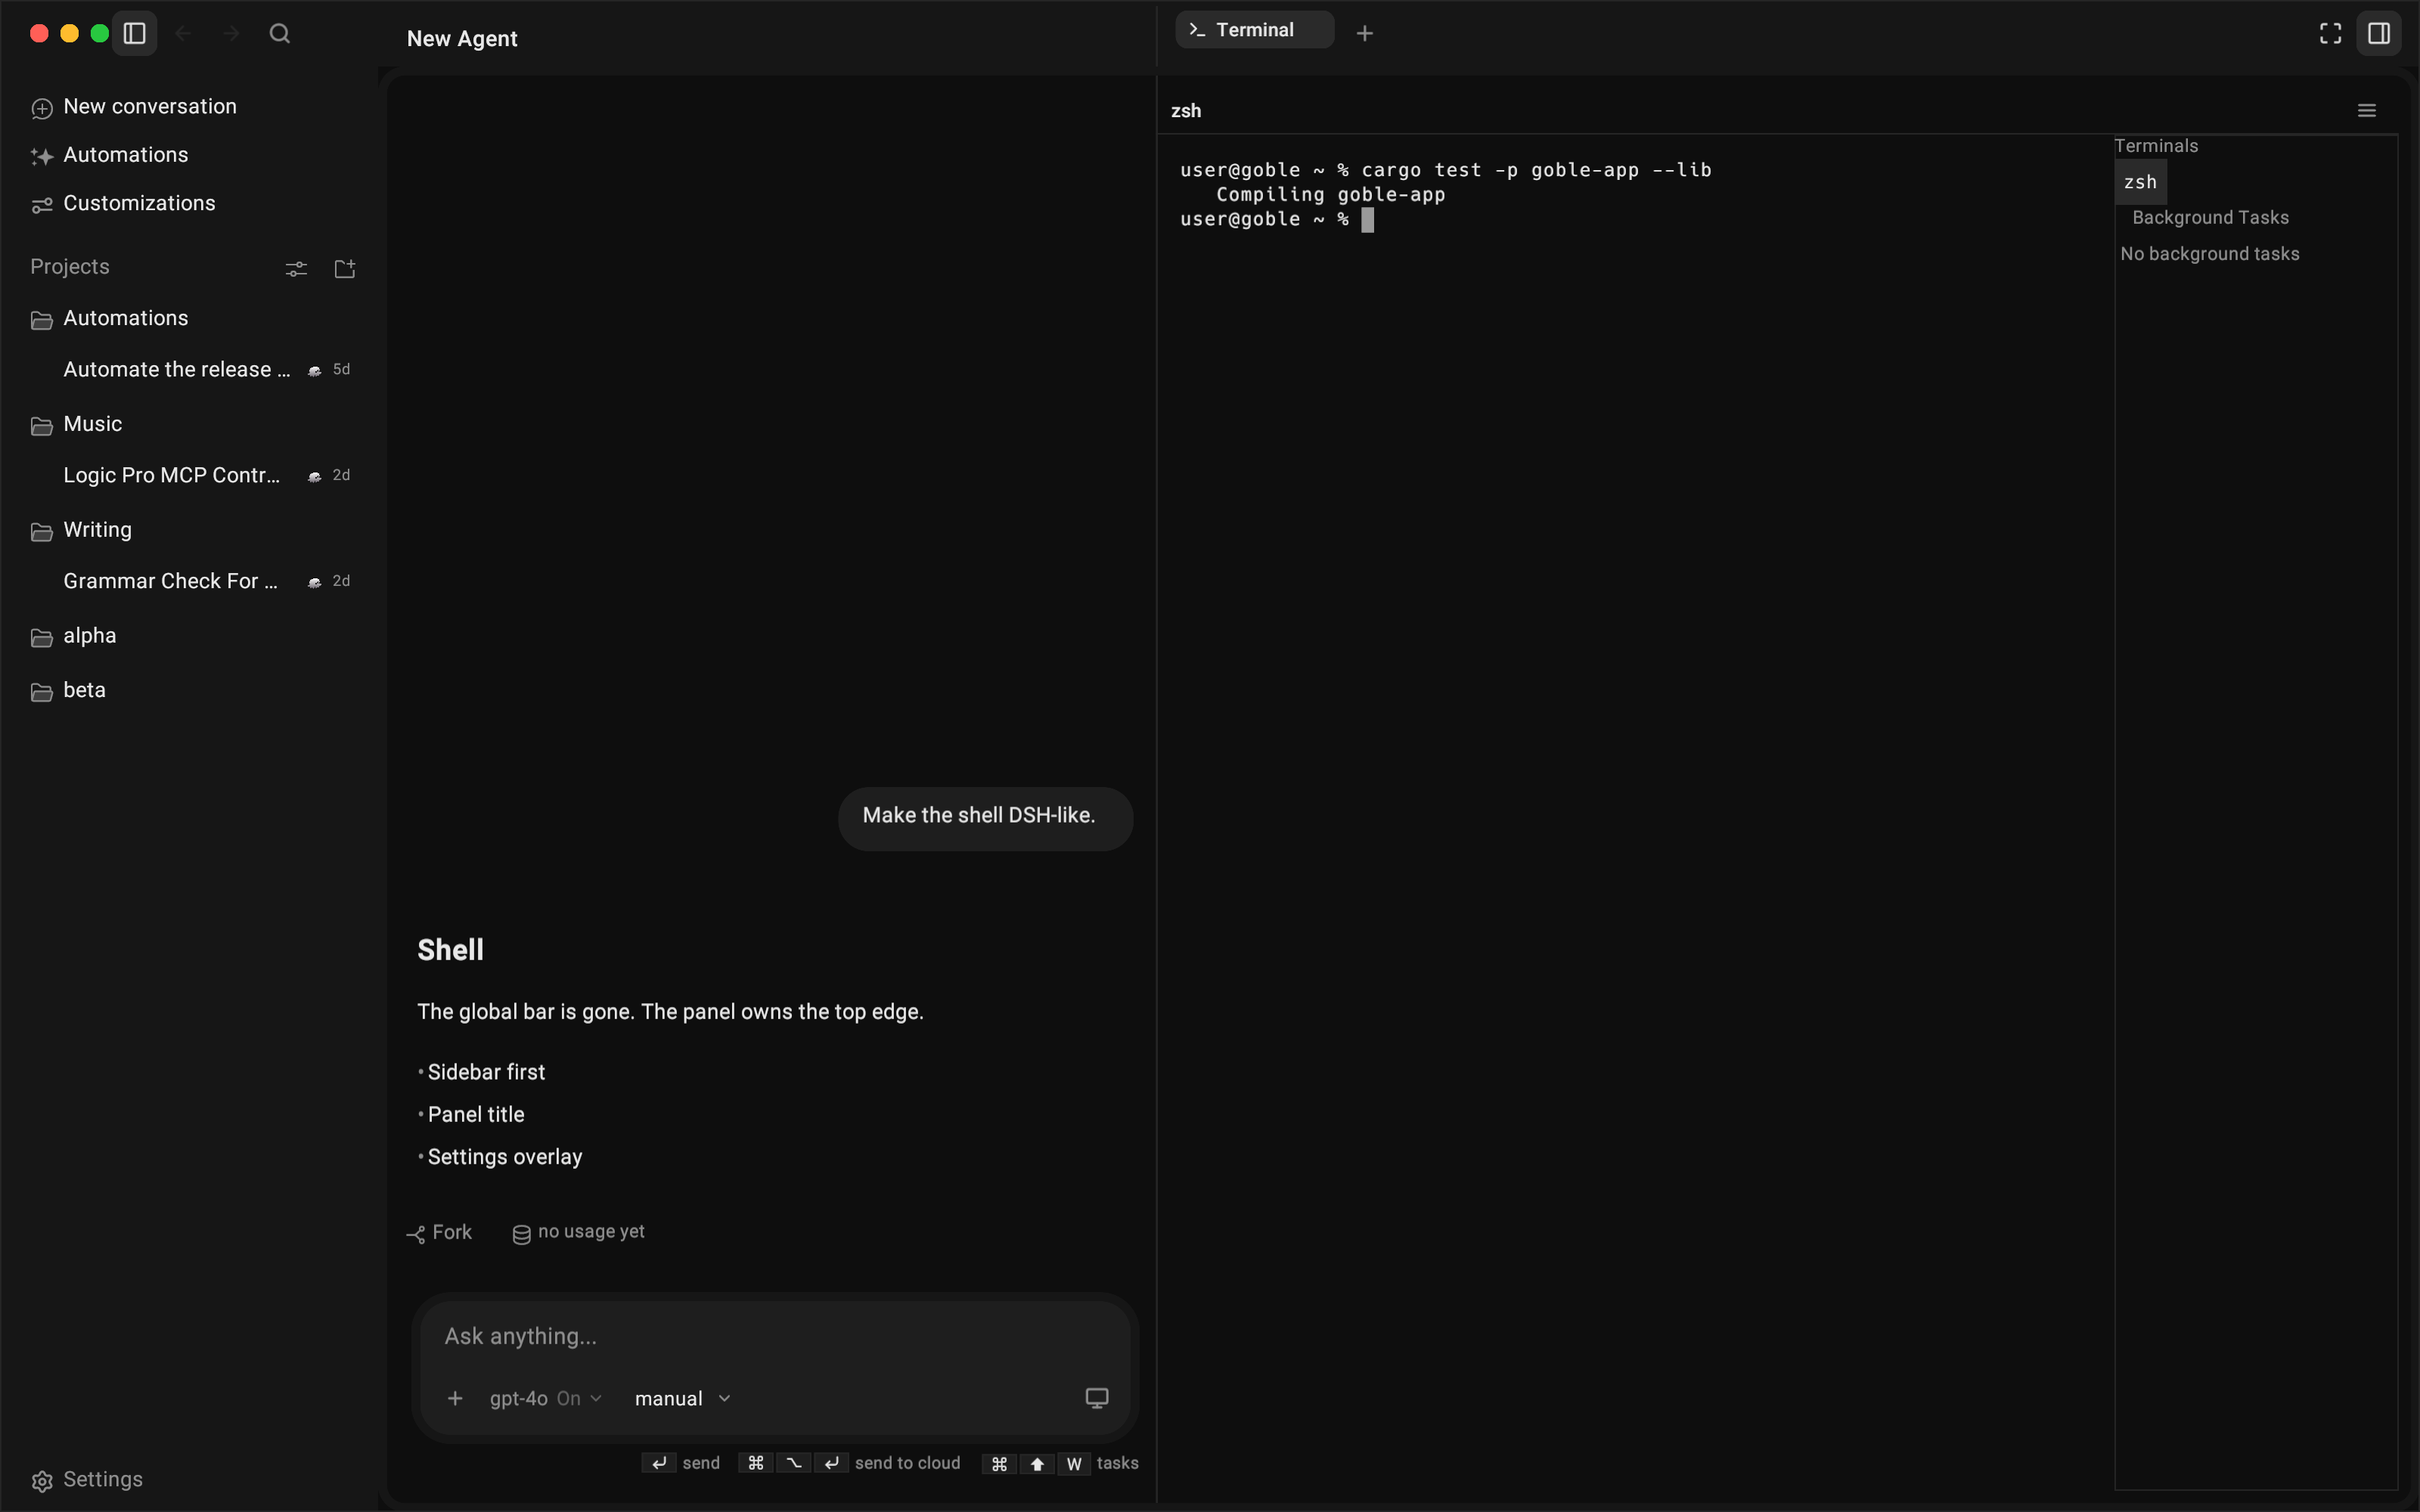 New Agent
Terminal
New conversation
Automations
Customizations
Projects
Automations
Automate the release ... 5d
Music
Logic Pro MCP Contr... 2d
Writing
Grammar Check For ... 2d
alpha
beta
Settings
Make the shell DSH-like.
Shell
The global bar is gone. The panel owns the top edge.
• Sidebar first
• Panel title
• Settings overlay
Fork no usage yet
Ask anything...
gpt-4o On manual
send ⌘ ⌥ send to cloud ⌘ W tasks
zsh
user@goble ~ % cargo test -p goble-app --lib
Compiling goble-app
user@goble ~ %
Terminals
zsh
Background Tasks
No background tasks